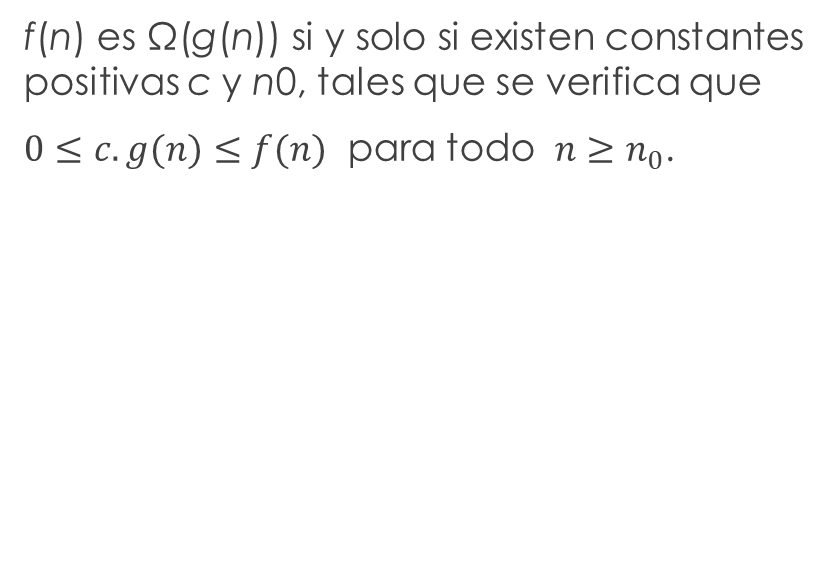 f(n) es Ω(g(n)) si y solo si existen constantes
positivas c y n0, tales que se verifica que
0 ≤ c. g(n) ≤ f(n) para todo n ≥ n₀.